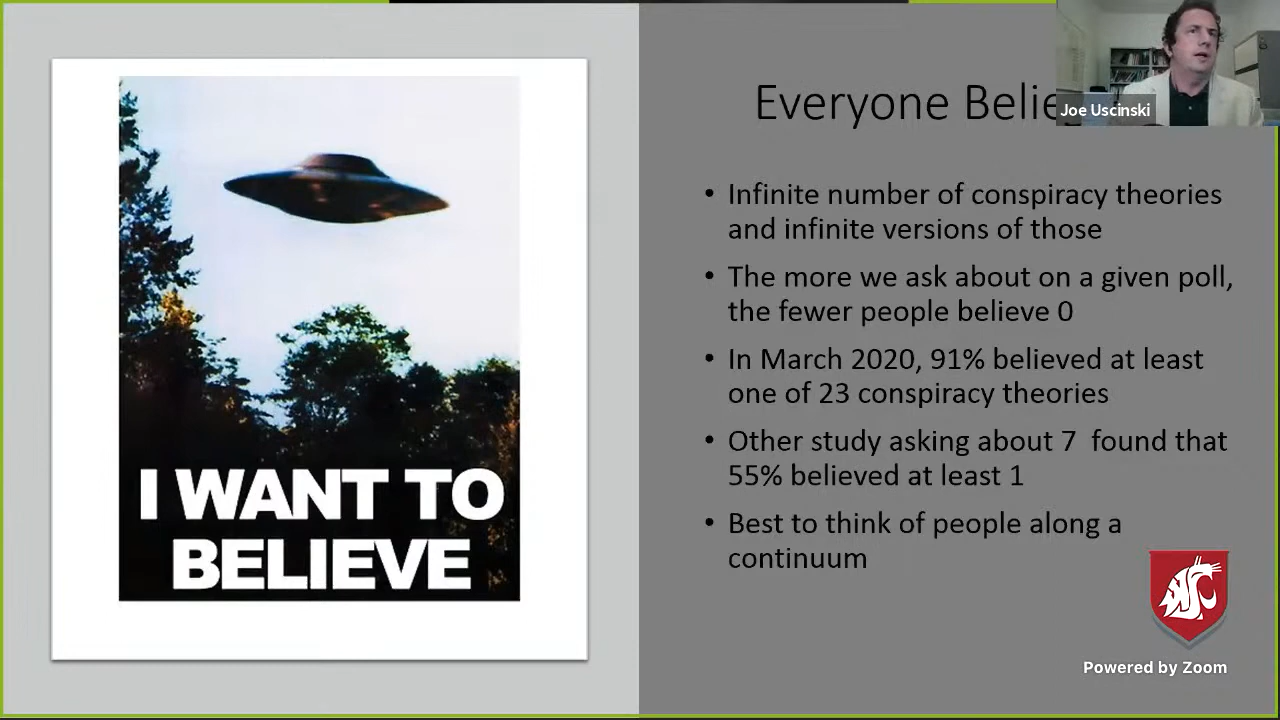 I WANT TO
BELIEVE
Everyone Belie
Joe Uscinski
• Infinite number of conspiracy theories
and infinite versions of those
• The more we ask about on a given poll,
the fewer people believe 0
• In March 2020, 91% believed at least
one of 23 conspiracy theories
• Other study asking about 7  found that
55% believed at least 1
• Best to think of people along a
continuum
Powered by Zoom